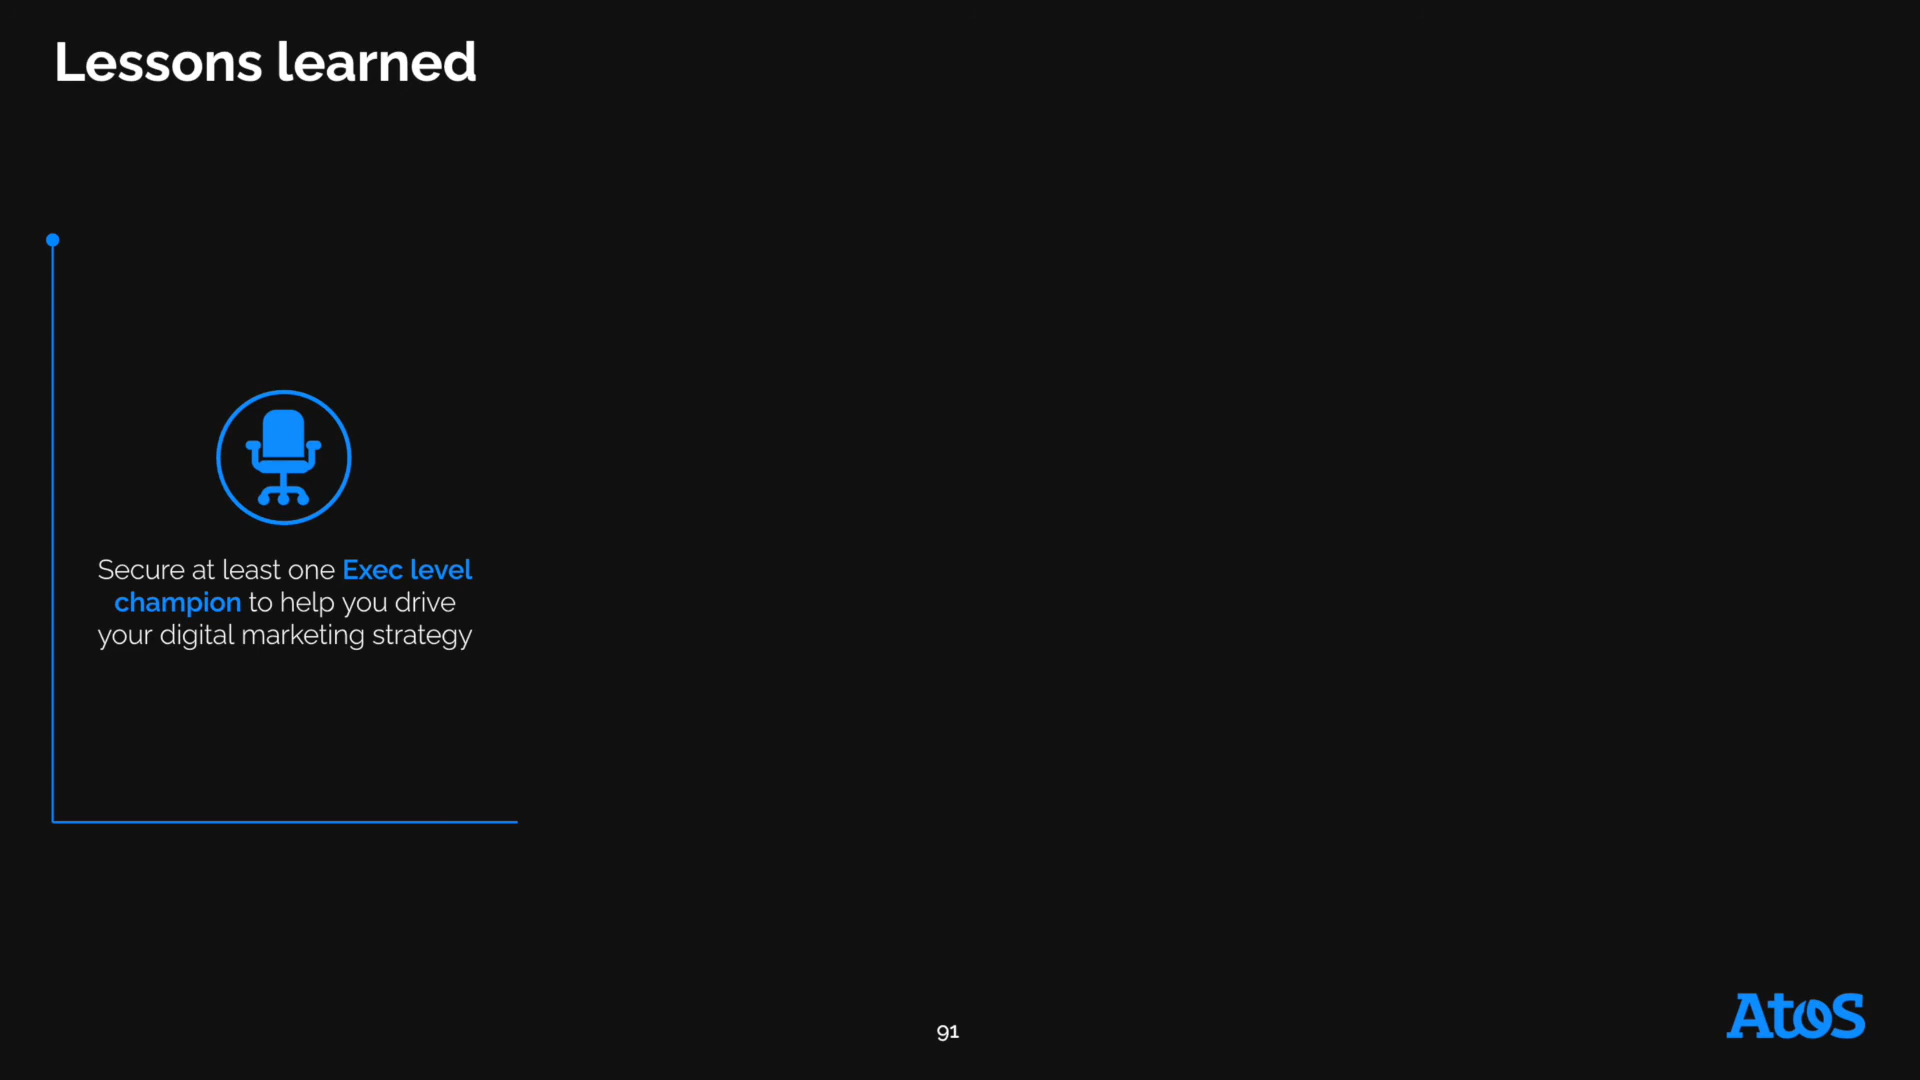 Lessons learned
Secure at least one Exec level
champion to help you drive
your digital marketing strategy
91
Atos